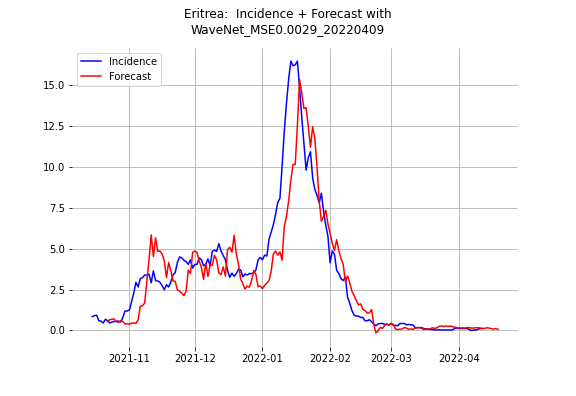 Eritrea:  Incidence + Forecast with
WaveNet_MSE0.0029_20220409
Incidence
Forecast
15.0
12.5
10.0
7.5
5.0
2.5
0.0
2021-11 2021-12 2022-01 2022-02 2022-03 2022-04